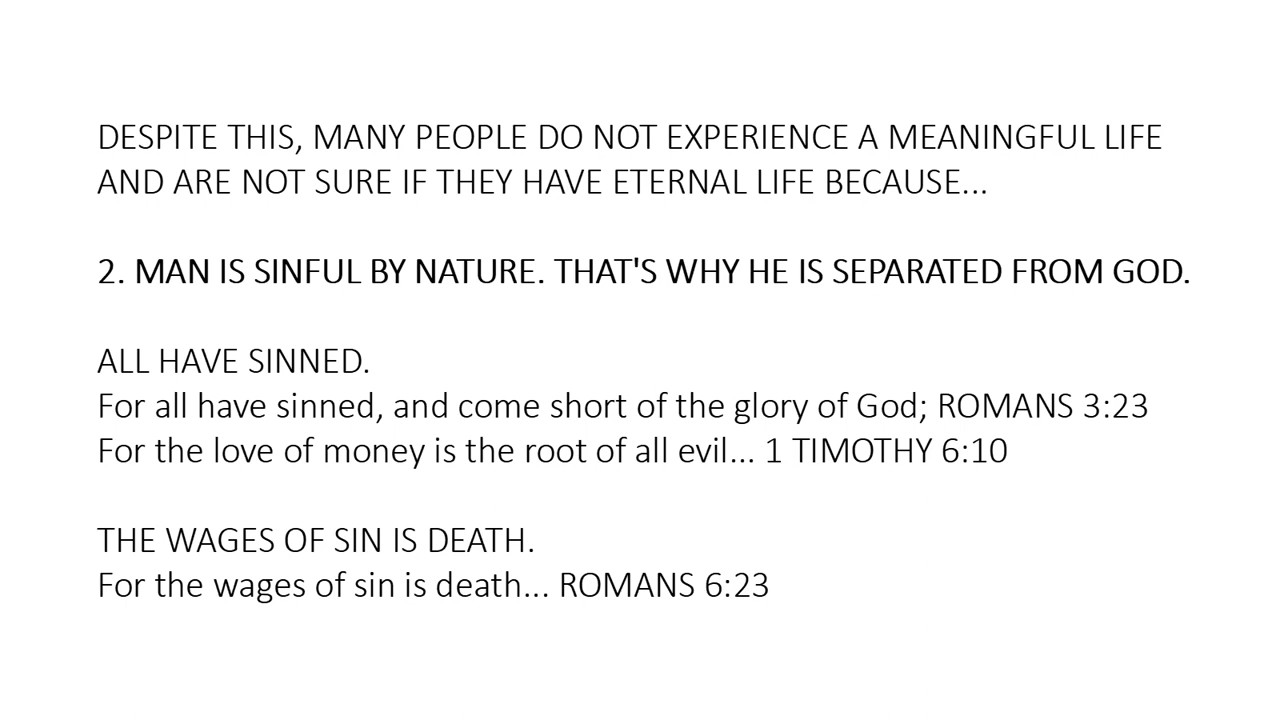 DESPITE THIS, MANY PEOPLE DO NOT EXPERIENCE A MEANINGFUL LIFE
AND ARE NOT SURE IF THEY HAVE ETERNAL LIFE BECAUSE...
2. MAN IS SINFUL BY NATURE. THAT'S WHY HE IS SEPARATED FROM GOD.
ALL HAVE SINNED.
For all have sinned, and come short of the glory of God; ROMANS 3:23
For the love of money is the root of all evil... 1 TIMOTHY 6:10
THE WAGES OF SIN IS DEATH.
For the wages of sin is death... ROMANS 6:23